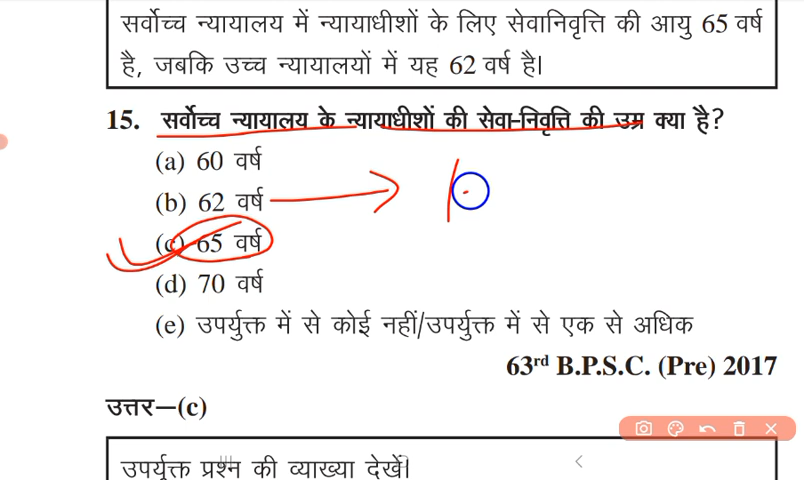 सर्वोच्च न्यायालय में न्यायाधीशों के लिए सेवानिवृत्ति की आयु 65 वर्ष
है, जबकि उच्च न्यायालयों में यह 62 वर्ष है।
15. सर्वोच्च न्यायालय के न्यायाधीशों की सेवा-निवृत्ति की उम्र क्या है?
(a) 60 वर्ष
(b) 62 वर्ष
(c) 65 वर्ष
(d) 70 वर्ष
(e) उपर्युक्त में से कोई नहीं/उपर्युक्त में से एक से अधिक
63rd B.P.S.C. (Pre) 2017
उत्तर—(c)
उपर्युक्त प्रश्न की व्याख्या देखें।